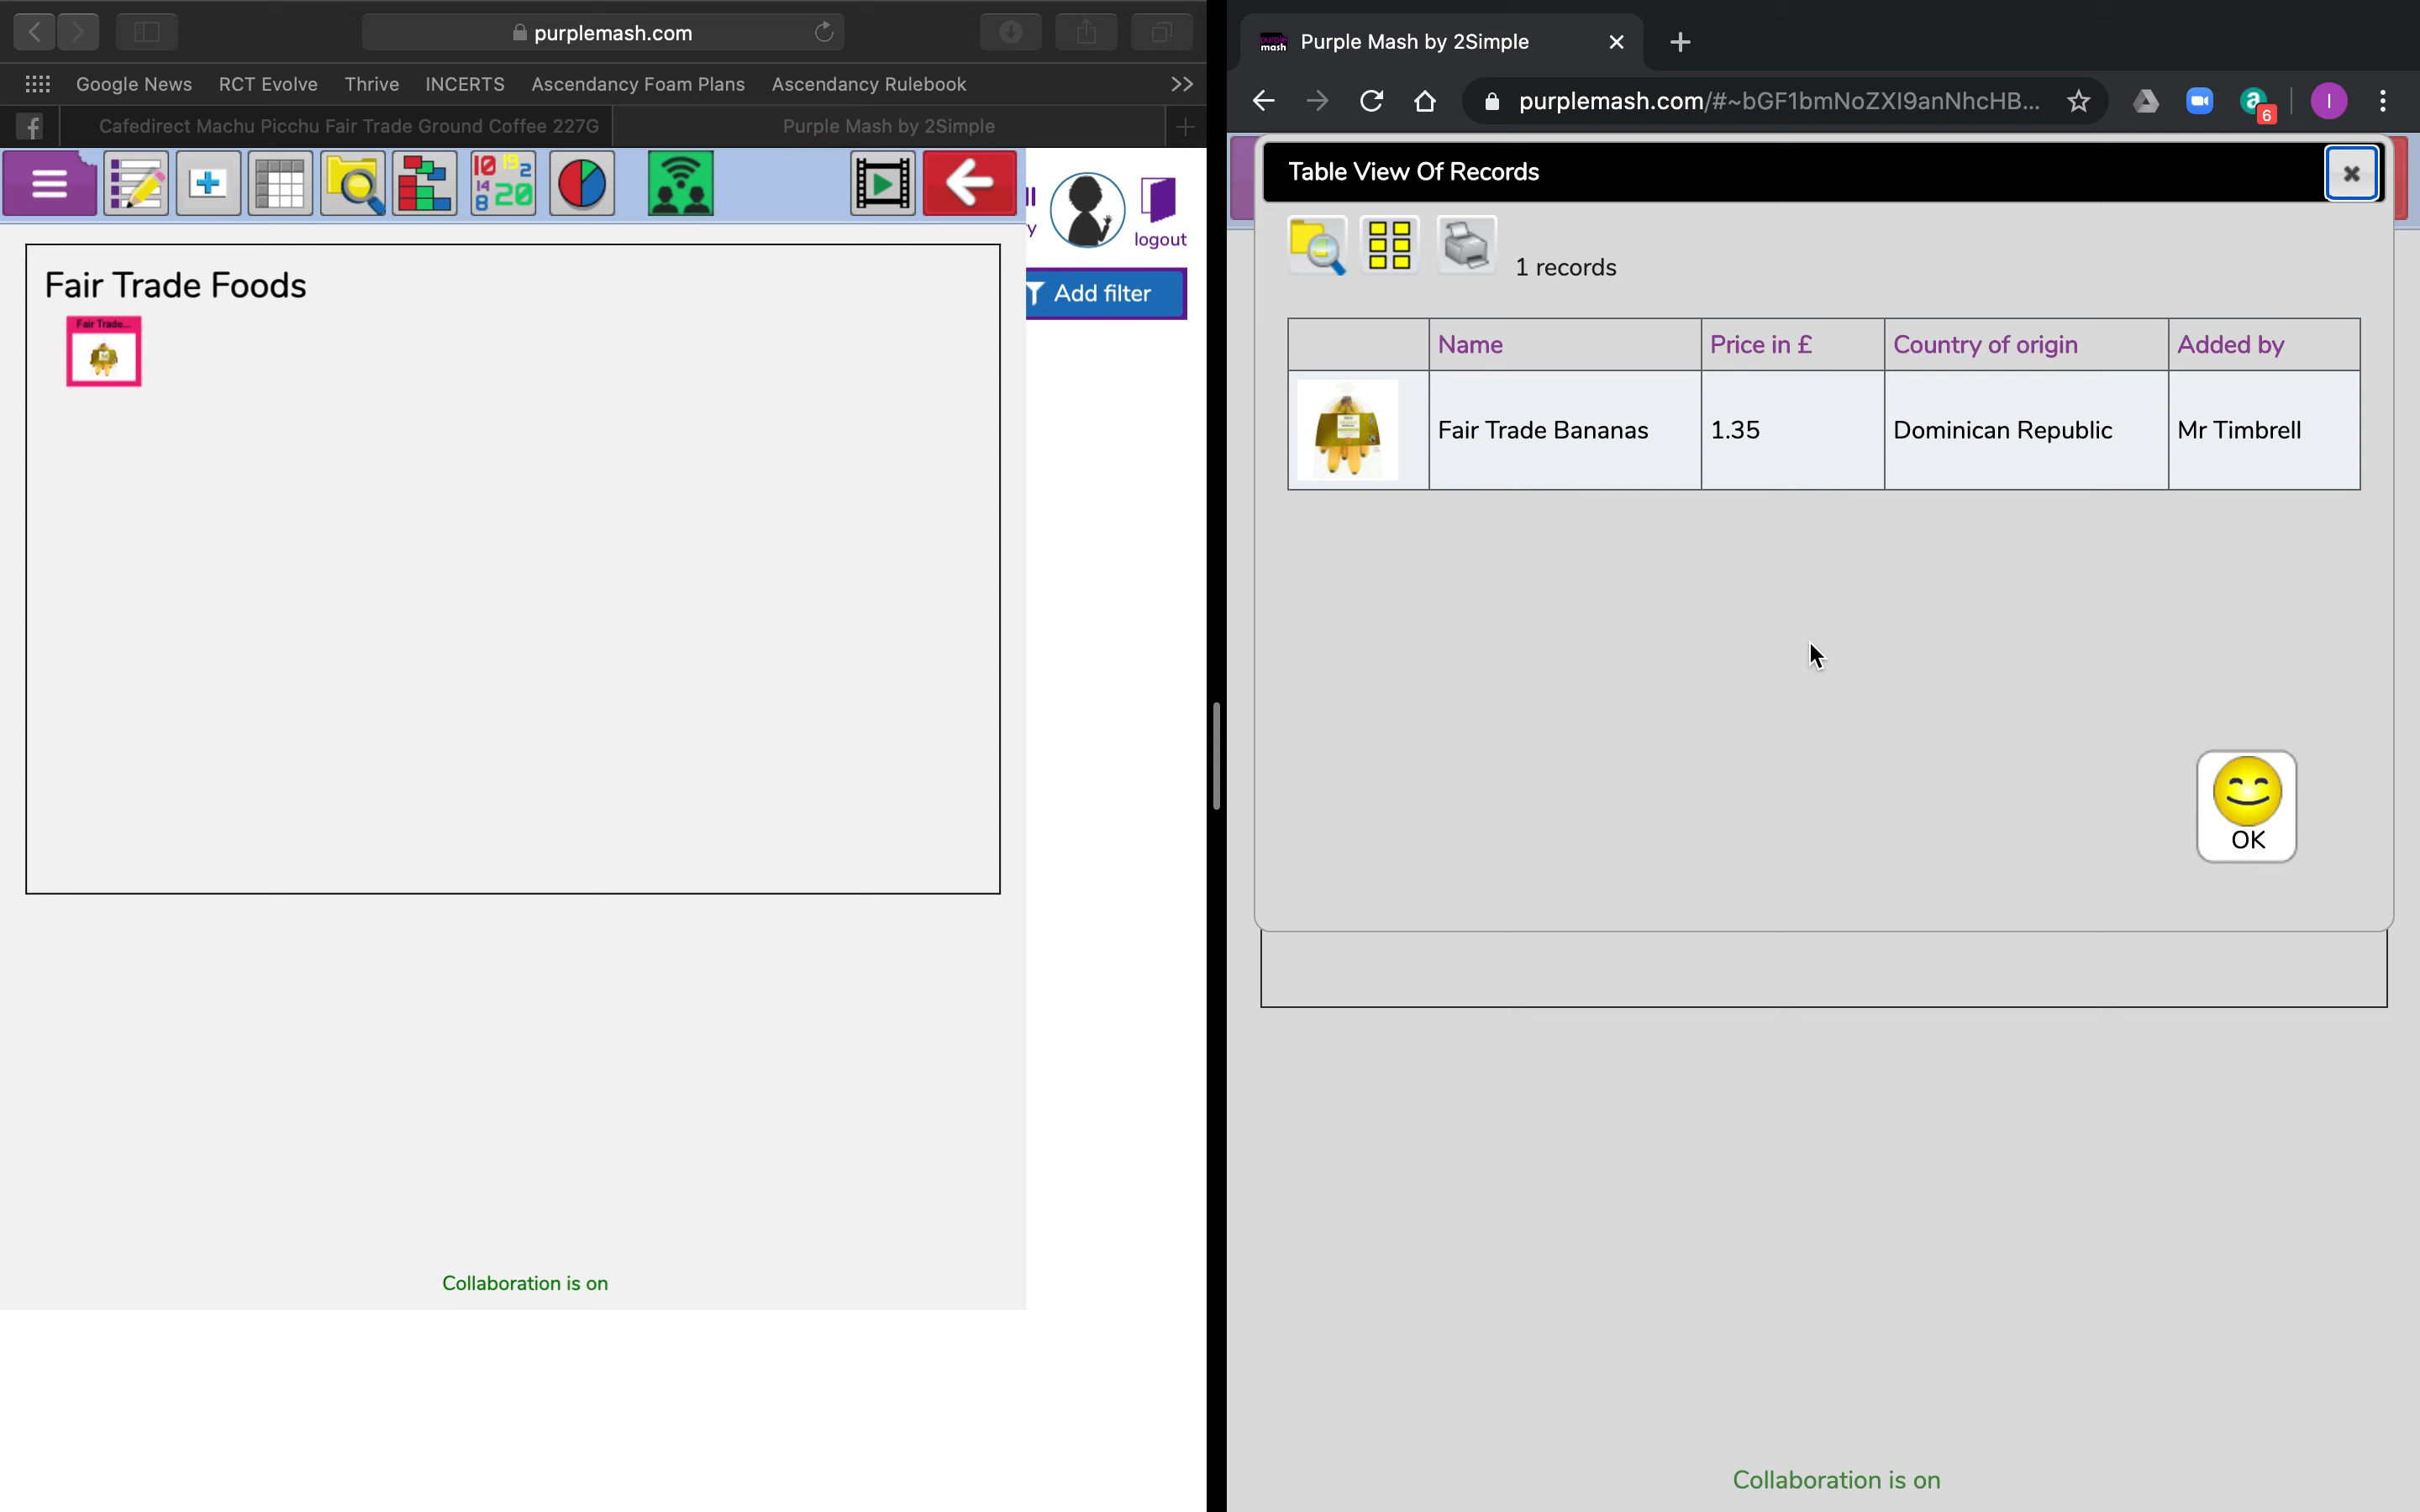 purplemash.com
Google News RCT Evolve Thrive INCERTS Ascendancy Foam Plans Ascendancy Rulebook
Cafedirect Machu Picchu Fair Trade Ground Coffee 227G Purple Mash by 2Simple
10 15 2
14
8 20
y
logout
Add filter
Fair Trade Foods
Fair Trade...
Collaboration is on
purple mash Purple Mash by 2Simple
purplemash.com/#~bGF1bmNoZXI9anNhcHB...
a 6 I
Table View Of Records
1 records
Name Price in £ Country of origin Added by
Fair Trade Bananas 1.35 Dominican Republic Mr Timbrell
OK
Collaboration is on